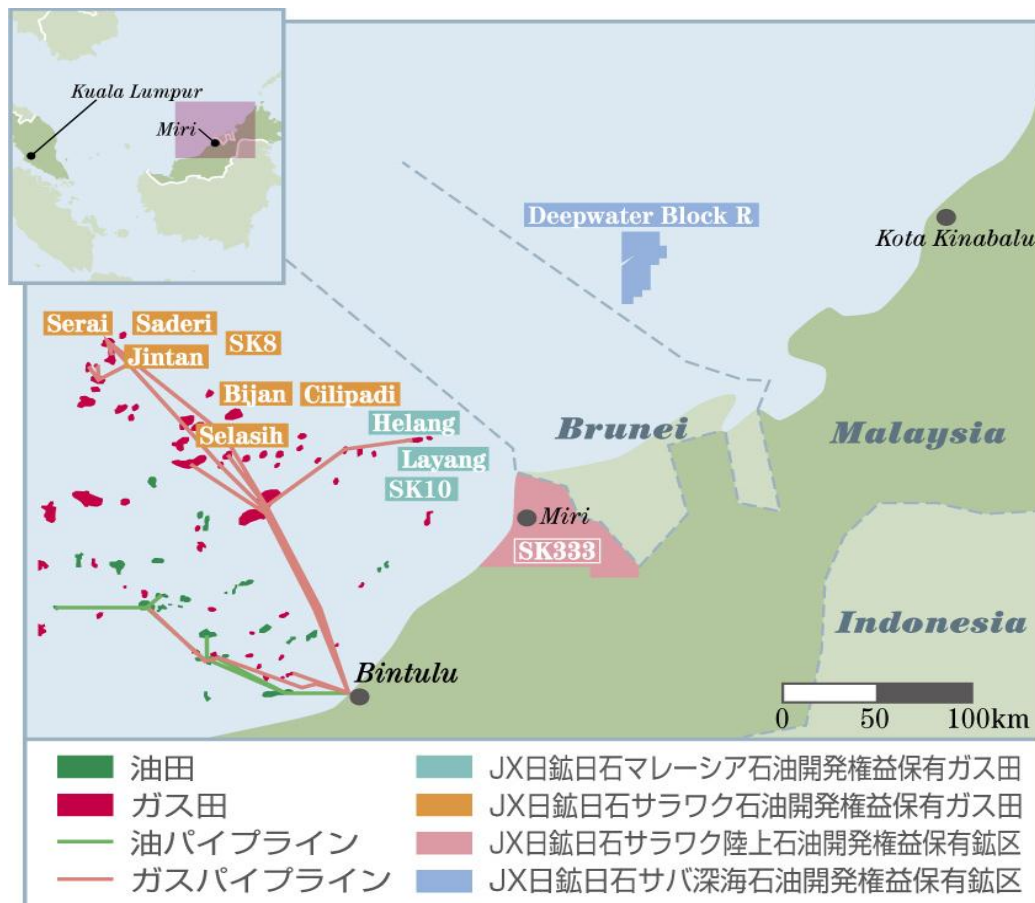 Kuala Lumpur
Miri
Deepwater Block R
Kota Kinabalu
Serai
Saderi
SK8
Jintan
Bijan
Cilipadi
Selasih
Helang
Layang
SK10
Brunei
Malaysia
Miri
SK333
Indonesia
Bintulu
0 50 100km
油田
ガス田
油パイプライン
ガスパイプライン
JX日鉱日石マレーシア石油開発権益保有ガス田
JX日鉱日石サラワク石油開発権益保有ガス田
JX日鉱日石サラワク陸上石油開発権益保有鉱区
JX日鉱日石サバ深海石油開発権益保有鉱区